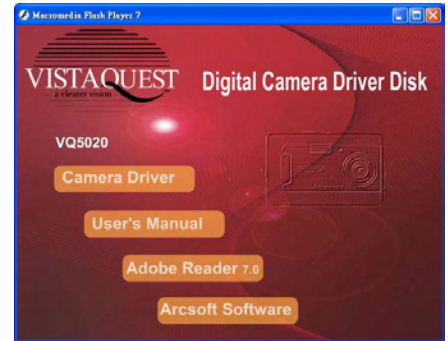 Macromedia Flash Player 7
VISTAQUEST
a clearer vision
Digital Camera Driver Disk
VQ5020
Camera Driver
User's Manual
Adobe Reader 7.0
Arcsoft Software